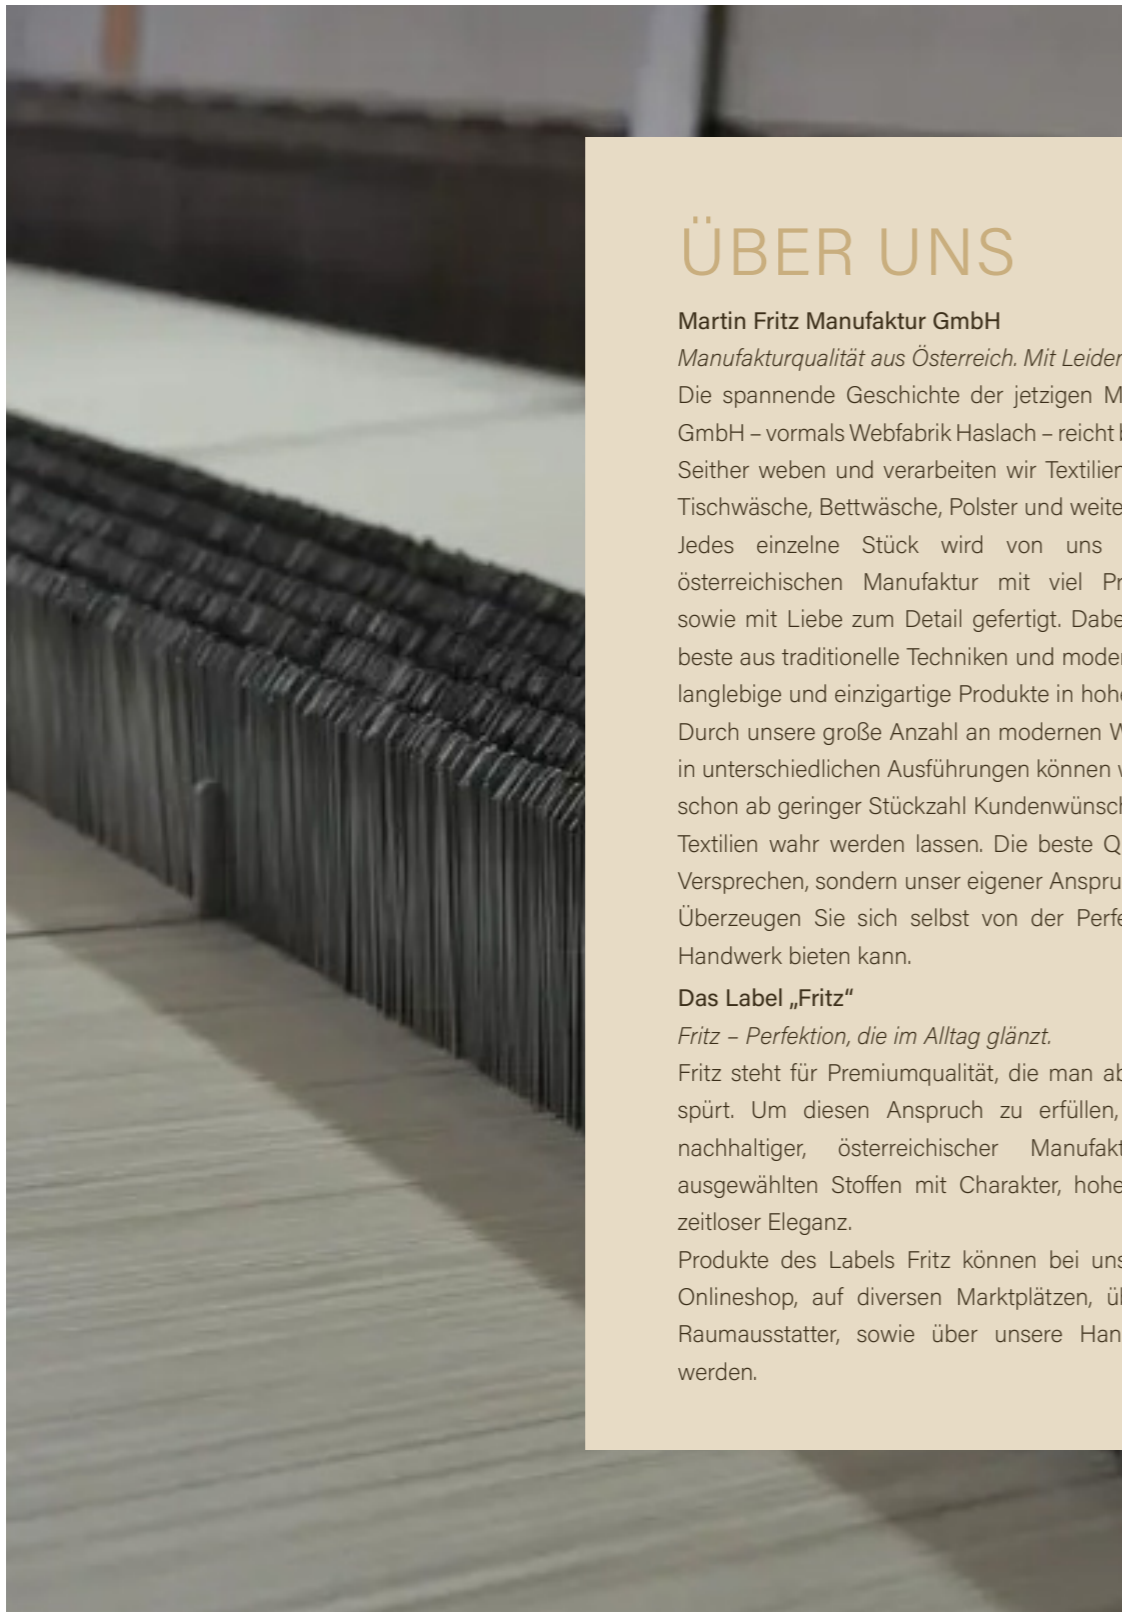 ÜBER UNS
Martin Fritz Manufaktur GmbH
Manufakturqualität aus Österreich. Mit
Die spannende Geschichte der jetzigen
GmbH – vormals Webfabrik Haslach – reicht
Seither weben und verarbeiten wir Textilien
Tischwäsche, Bettwäsche, Polster und
Jedes einzelne Stück wird von uns
österreichischen Manufaktur mit viel
sowie mit Liebe zum Detail gefertigt.
beste aus traditionelle Techniken und
langlebige und einzigartige Produkte in
Durch unsere große Anzahl an modernen
in unterschiedlichen Ausführungen können
schon ab geringer Stückzahl
Textilien wahr werden lassen. Die beste
Versprechen, sondern unser eigener
Überzeugen Sie sich selbst von der
Handwerk bieten kann.
Das Label „Fritz“
Fritz – Perfektion, die im Alltag glänzt.
Fritz steht für Premiumqualität, die man
spürt. Um diesen Anspruch zu erfüllen,
nachhaltiger, österreichischer
ausgewählten Stoffen mit Charakter,
zeitloser Eleganz.
Produkte des Labels Fritz können bei uns
Onlineshop, auf diversen Marktplätzen,
Raumausstatter, sowie über unsere
werden.